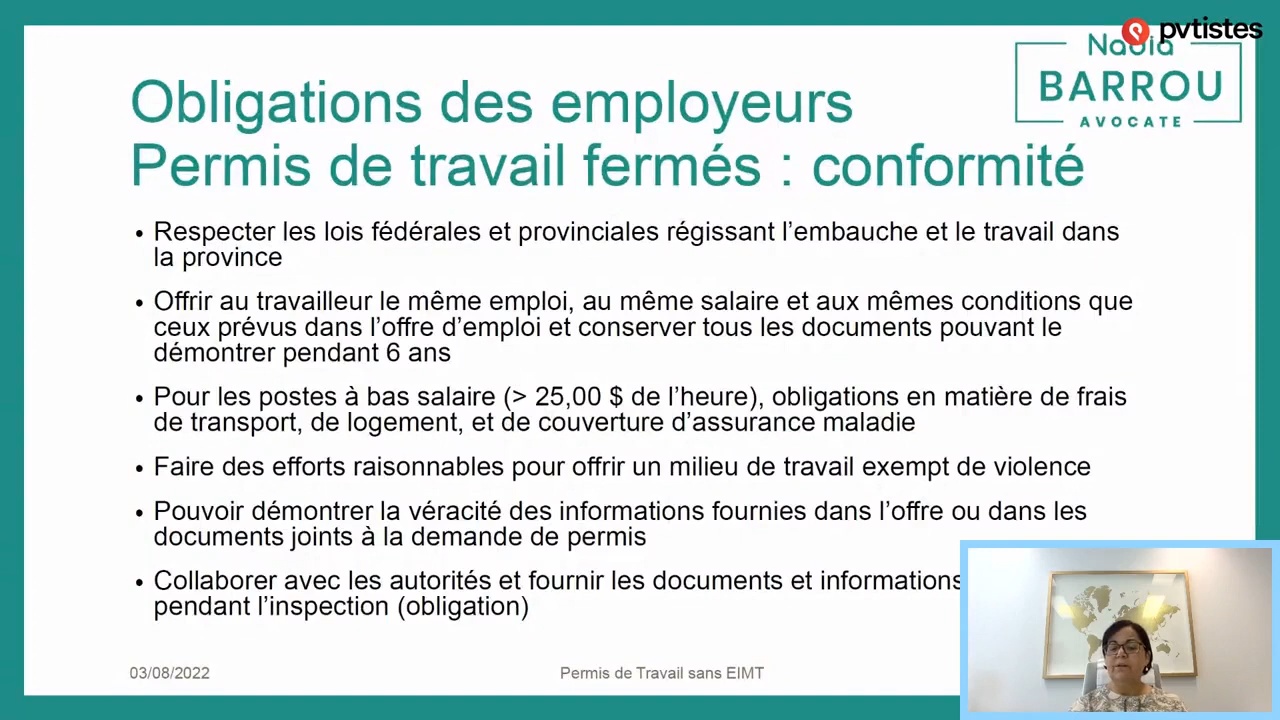 pvtistes
Nadia
BARROU
AVOCATE
Obligations des employeurs
Permis de travail fermés : conformité
• Respecter les lois fédérales et provinciales régissant l’embauche et le travail dans
la province
• Offrir au travailleur le même emploi, au même salaire et aux mêmes conditions que
ceux prévus dans l’offre d’emploi et conserver tous les documents pouvant le
démontrer pendant 6 ans
• Pour les postes à bas salaire (> 25,00 $ de l’heure), obligations en matière de frais
de transport, de logement, et de couverture d’assurance maladie
• Faire des efforts raisonnables pour offrir un milieu de travail exempt de violence
• Pouvoir démontrer la véracité des informations fournies dans l’offre ou dans les
documents joints à la demande de permis
• Collaborer avec les autorités et fournir les documents et informations
pendant l’inspection (obligation)
03/08/2022
Permis de Travail sans EIMT